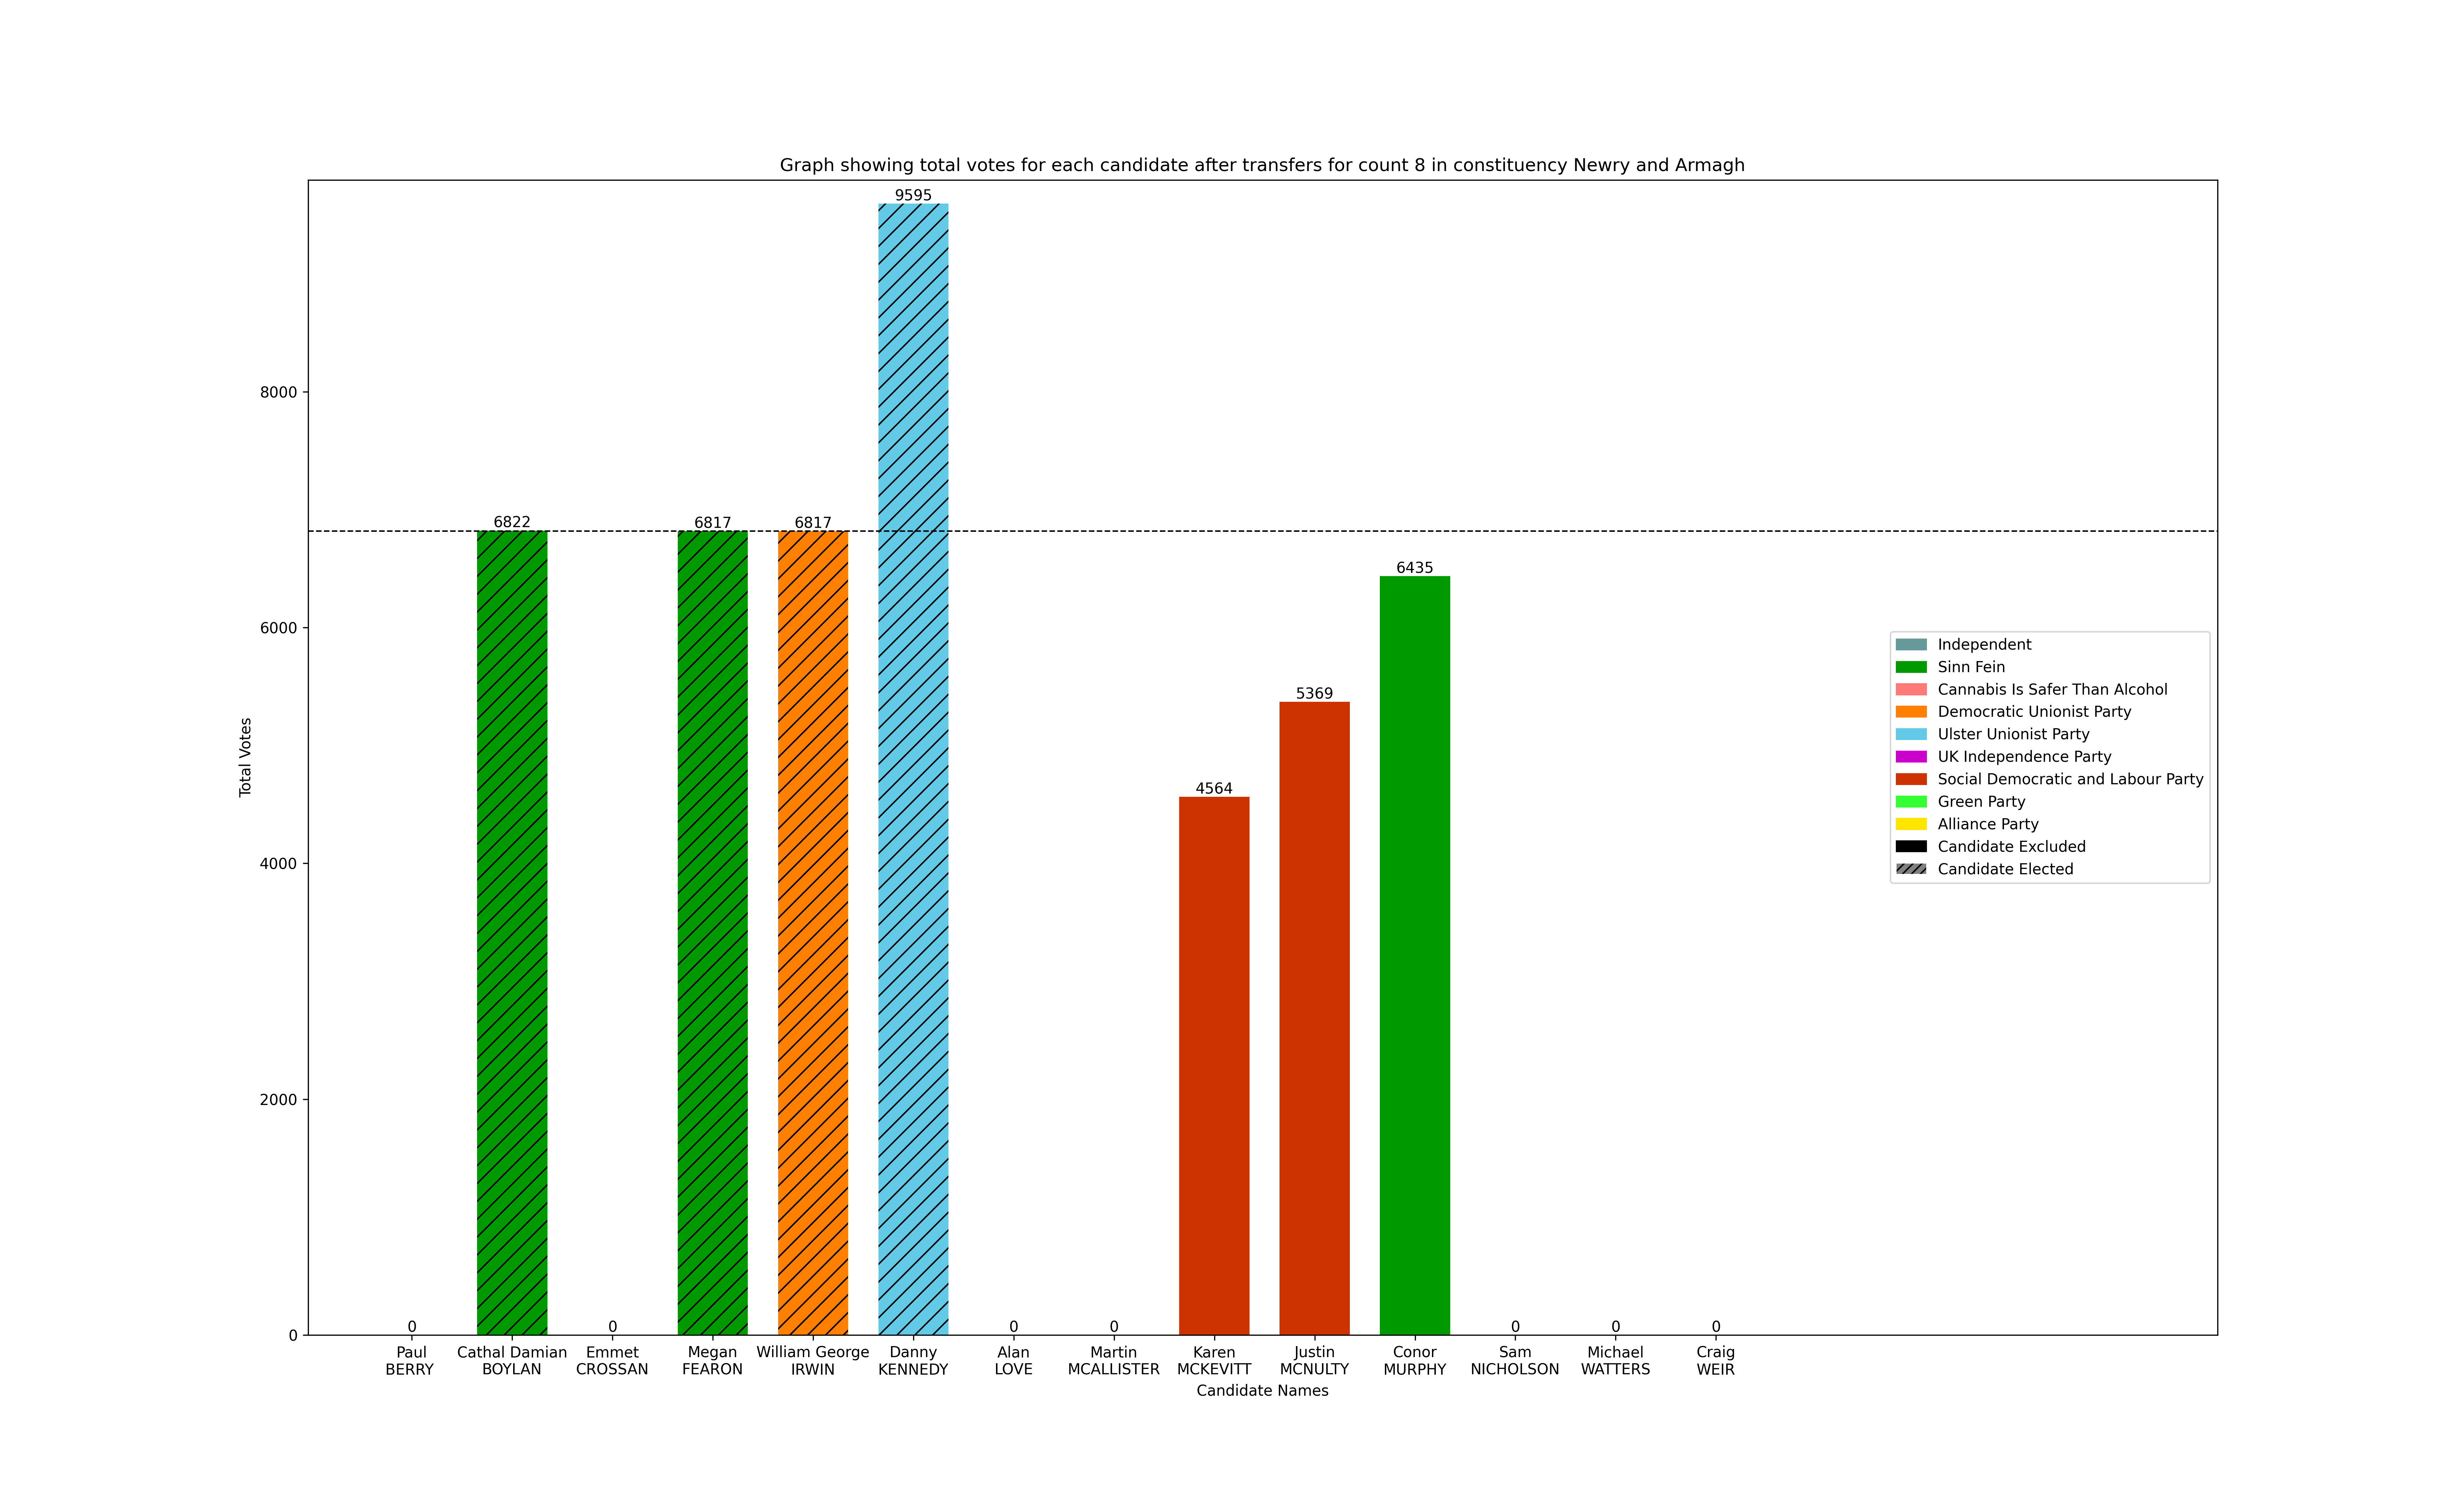 Graph showing total votes for each candidate after transfers for count 8 in constituency Newry and Armagh
9595
8000
6822
6817
6817
6435
6000
5369
4564
4000
2000
0
0
0
0
0
0
0
0
Total Votes
Independent
Sinn Fein
Cannabis Is Safer Than Alcohol
Democratic Unionist Party
Ulster Unionist Party
UK Independence Party
Social Democratic and Labour Party
Green Party
Alliance Party
Candidate Excluded
Candidate Elected
Paul
BERRY
Cathal Damian
BOYLAN
Emmet
CROSSAN
Megan
FEARON
William George
IRWIN
Danny
KENNEDY
Alan
LOVE
Martin
MCALLISTER
Karen
MCKEVITT
Justin
MCNULTY
Conor
MURPHY
Sam
NICHOLSON
Michael
WATTERS
Craig
WEIR
Candidate Names